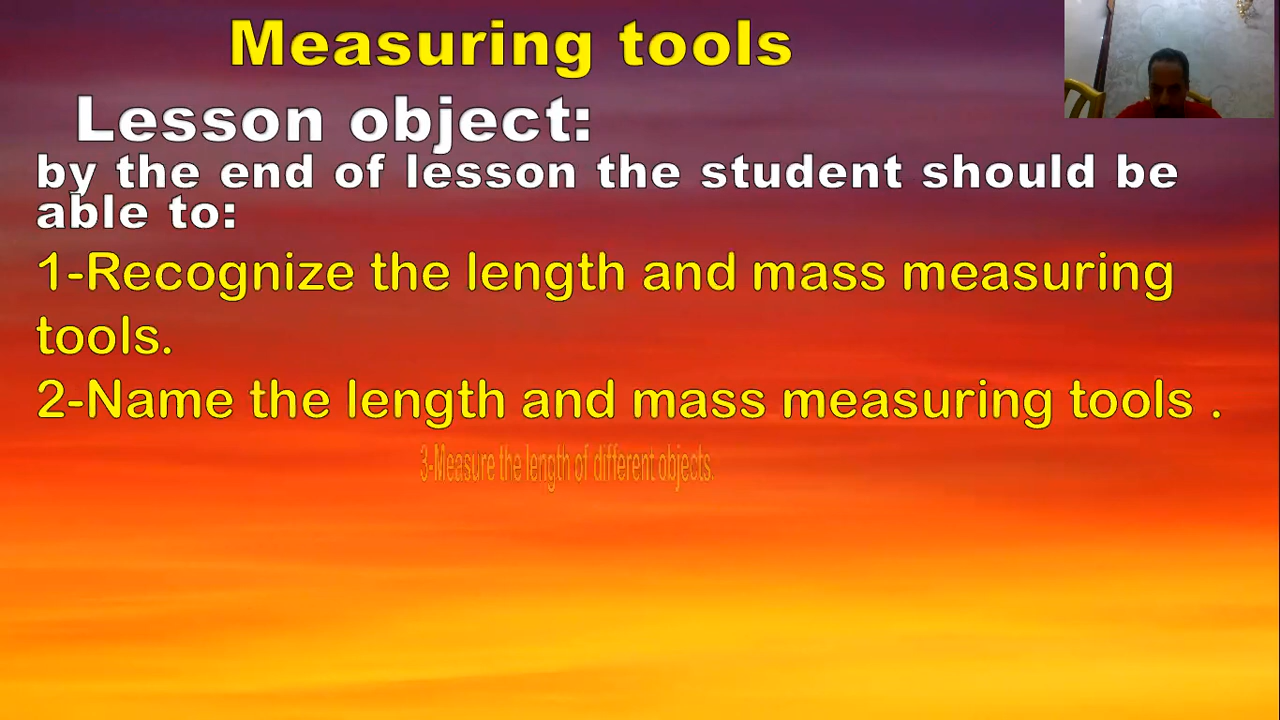 Measuring tools
Lesson object:
by the end of lesson the student should be
able to:
1-Recognize the length and mass measuring
tools.
2-Name the length and mass measuring tools .
3-Measure the length of different objects.